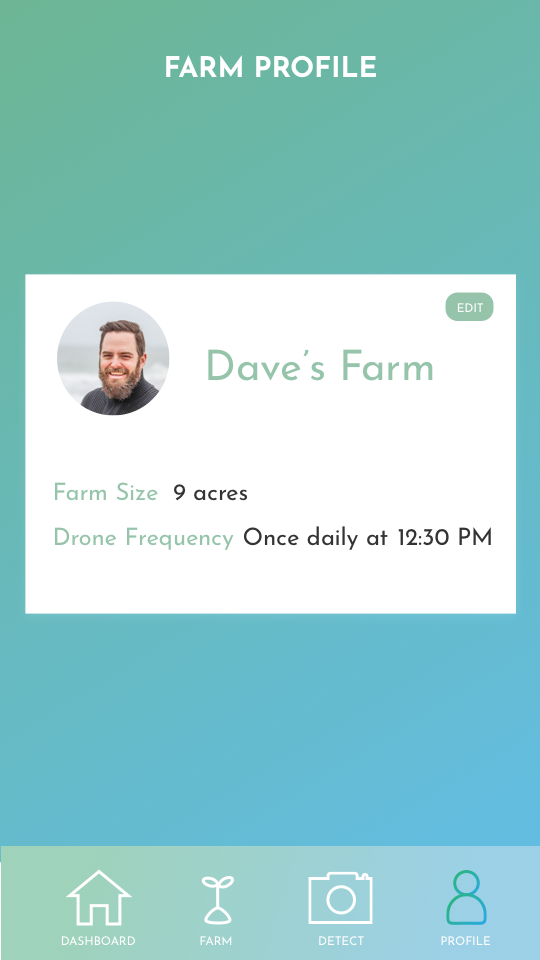 FARM PROFILE
EDIT
Dave's Farm
Farm Size 9 acres
Drone Frequency Once daily at 12:30 PM
DASHBOARD FARM DETECT PROFILE